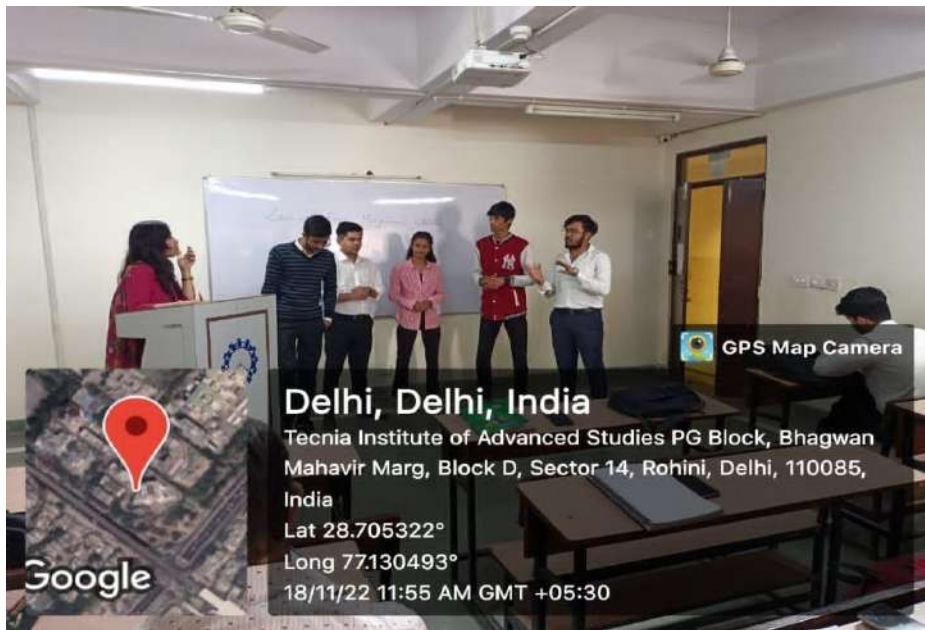 GPS Map Camera
Delhi, Delhi, India
Tecnia Institute of Advanced Studies PG Block, Bhagwan
Mahavir Marg, Block D, Sector 14, Rohini, Delhi, 110085,
India
Lat 28.705322°
Long 77.130493°
18/11/22 11:55 AM GMT +05:30
Google